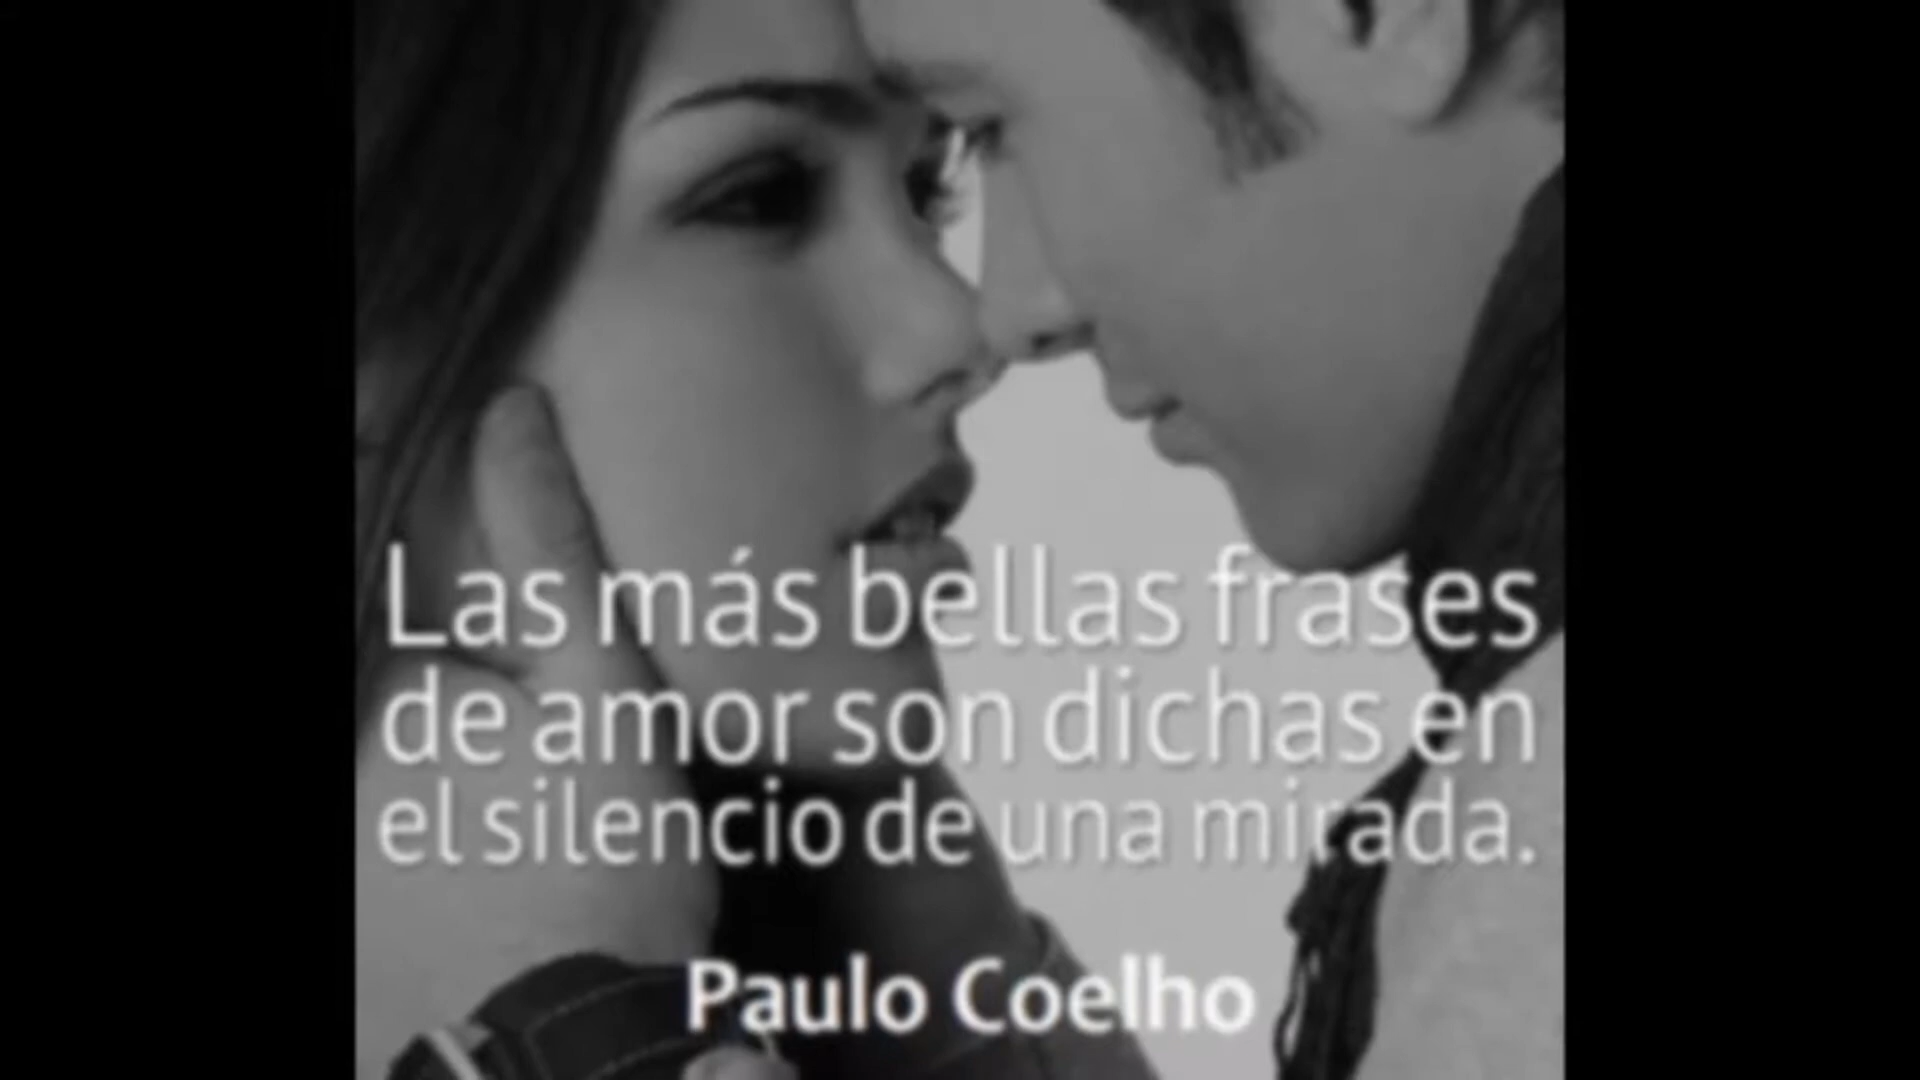 Las más bellas frases
de amor son dichas en
el silencio de una mirada.
Paulo Coelho